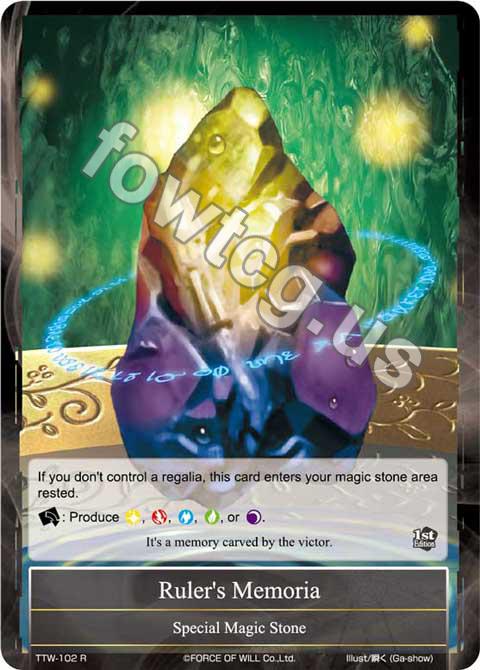 fowtcg.us
If you don't control a regalia, this card enters your magic stone area
rested.
: Produce , , , , or .
It's a memory carved by the victor.
1st
Edition
Ruler's Memoria
Special Magic Stone
TTW-102 R ©FORCE OF WILL Co.,Ltd. Illust/瞬く (Ga-show)